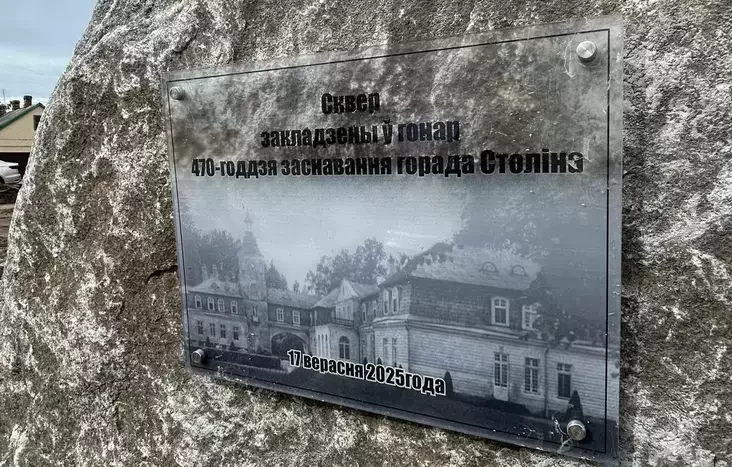 Сквер
закладзены ў гонар
470-годдзя заснавання горада Століна
17 верасня 2025года